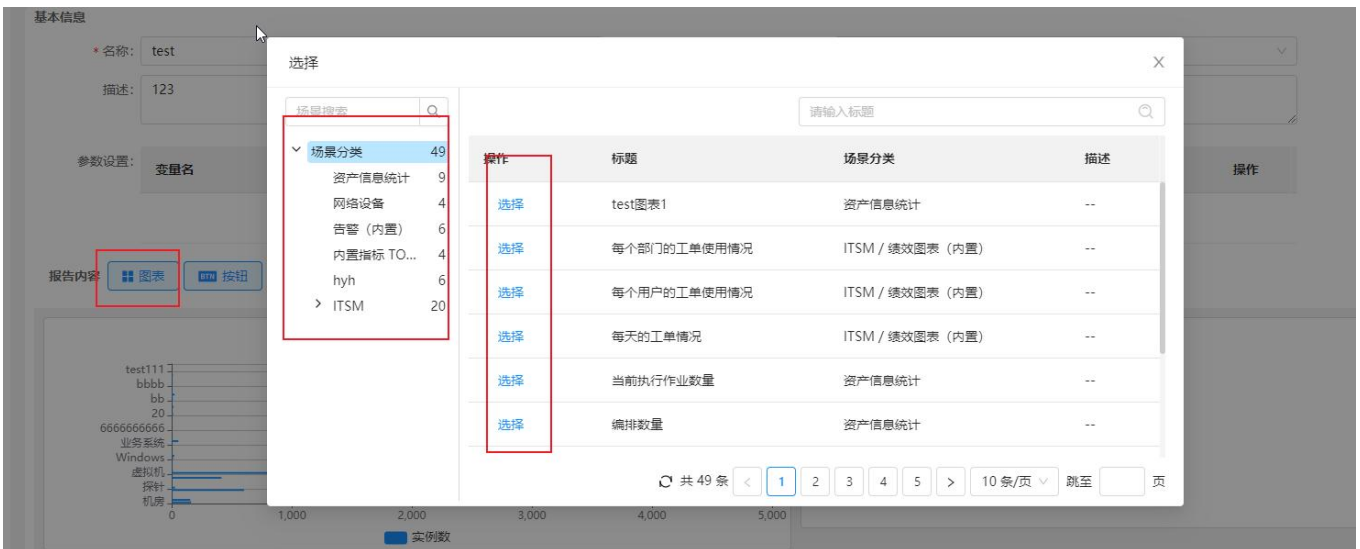 基本信息
* 名称: test
描述: 123
参数设置: 变量名 操作
报告内容 图表 BTN 按钮
选择 X
场景搜索
场景分类 49
资产信息统计 9
网络设备 4
告警（内置） 6
内置指标 TO... 4
hyh 6
ITSM 20
请输入标题
操作 标题 场景分类 描述
选择 test图表1 资产信息统计 --
选择 每个部门的工单使用情况 ITSM / 绩效图表（内置） --
选择 每个用户的工单使用情况 ITSM / 绩效图表（内置） --
选择 每天的工单情况 ITSM / 绩效图表（内置） --
选择 当前执行作业数量 资产信息统计 --
选择 编排数量 资产信息统计 --
共 49 条 < 1 2 3 4 5 > 10 条/页 跳至 页
test111
bbbb
bb
20
6666666666
业务系统
Windows
虚拟机
探针
机房
0 1,000 2,000 3,000 4,000 5,000
实例数